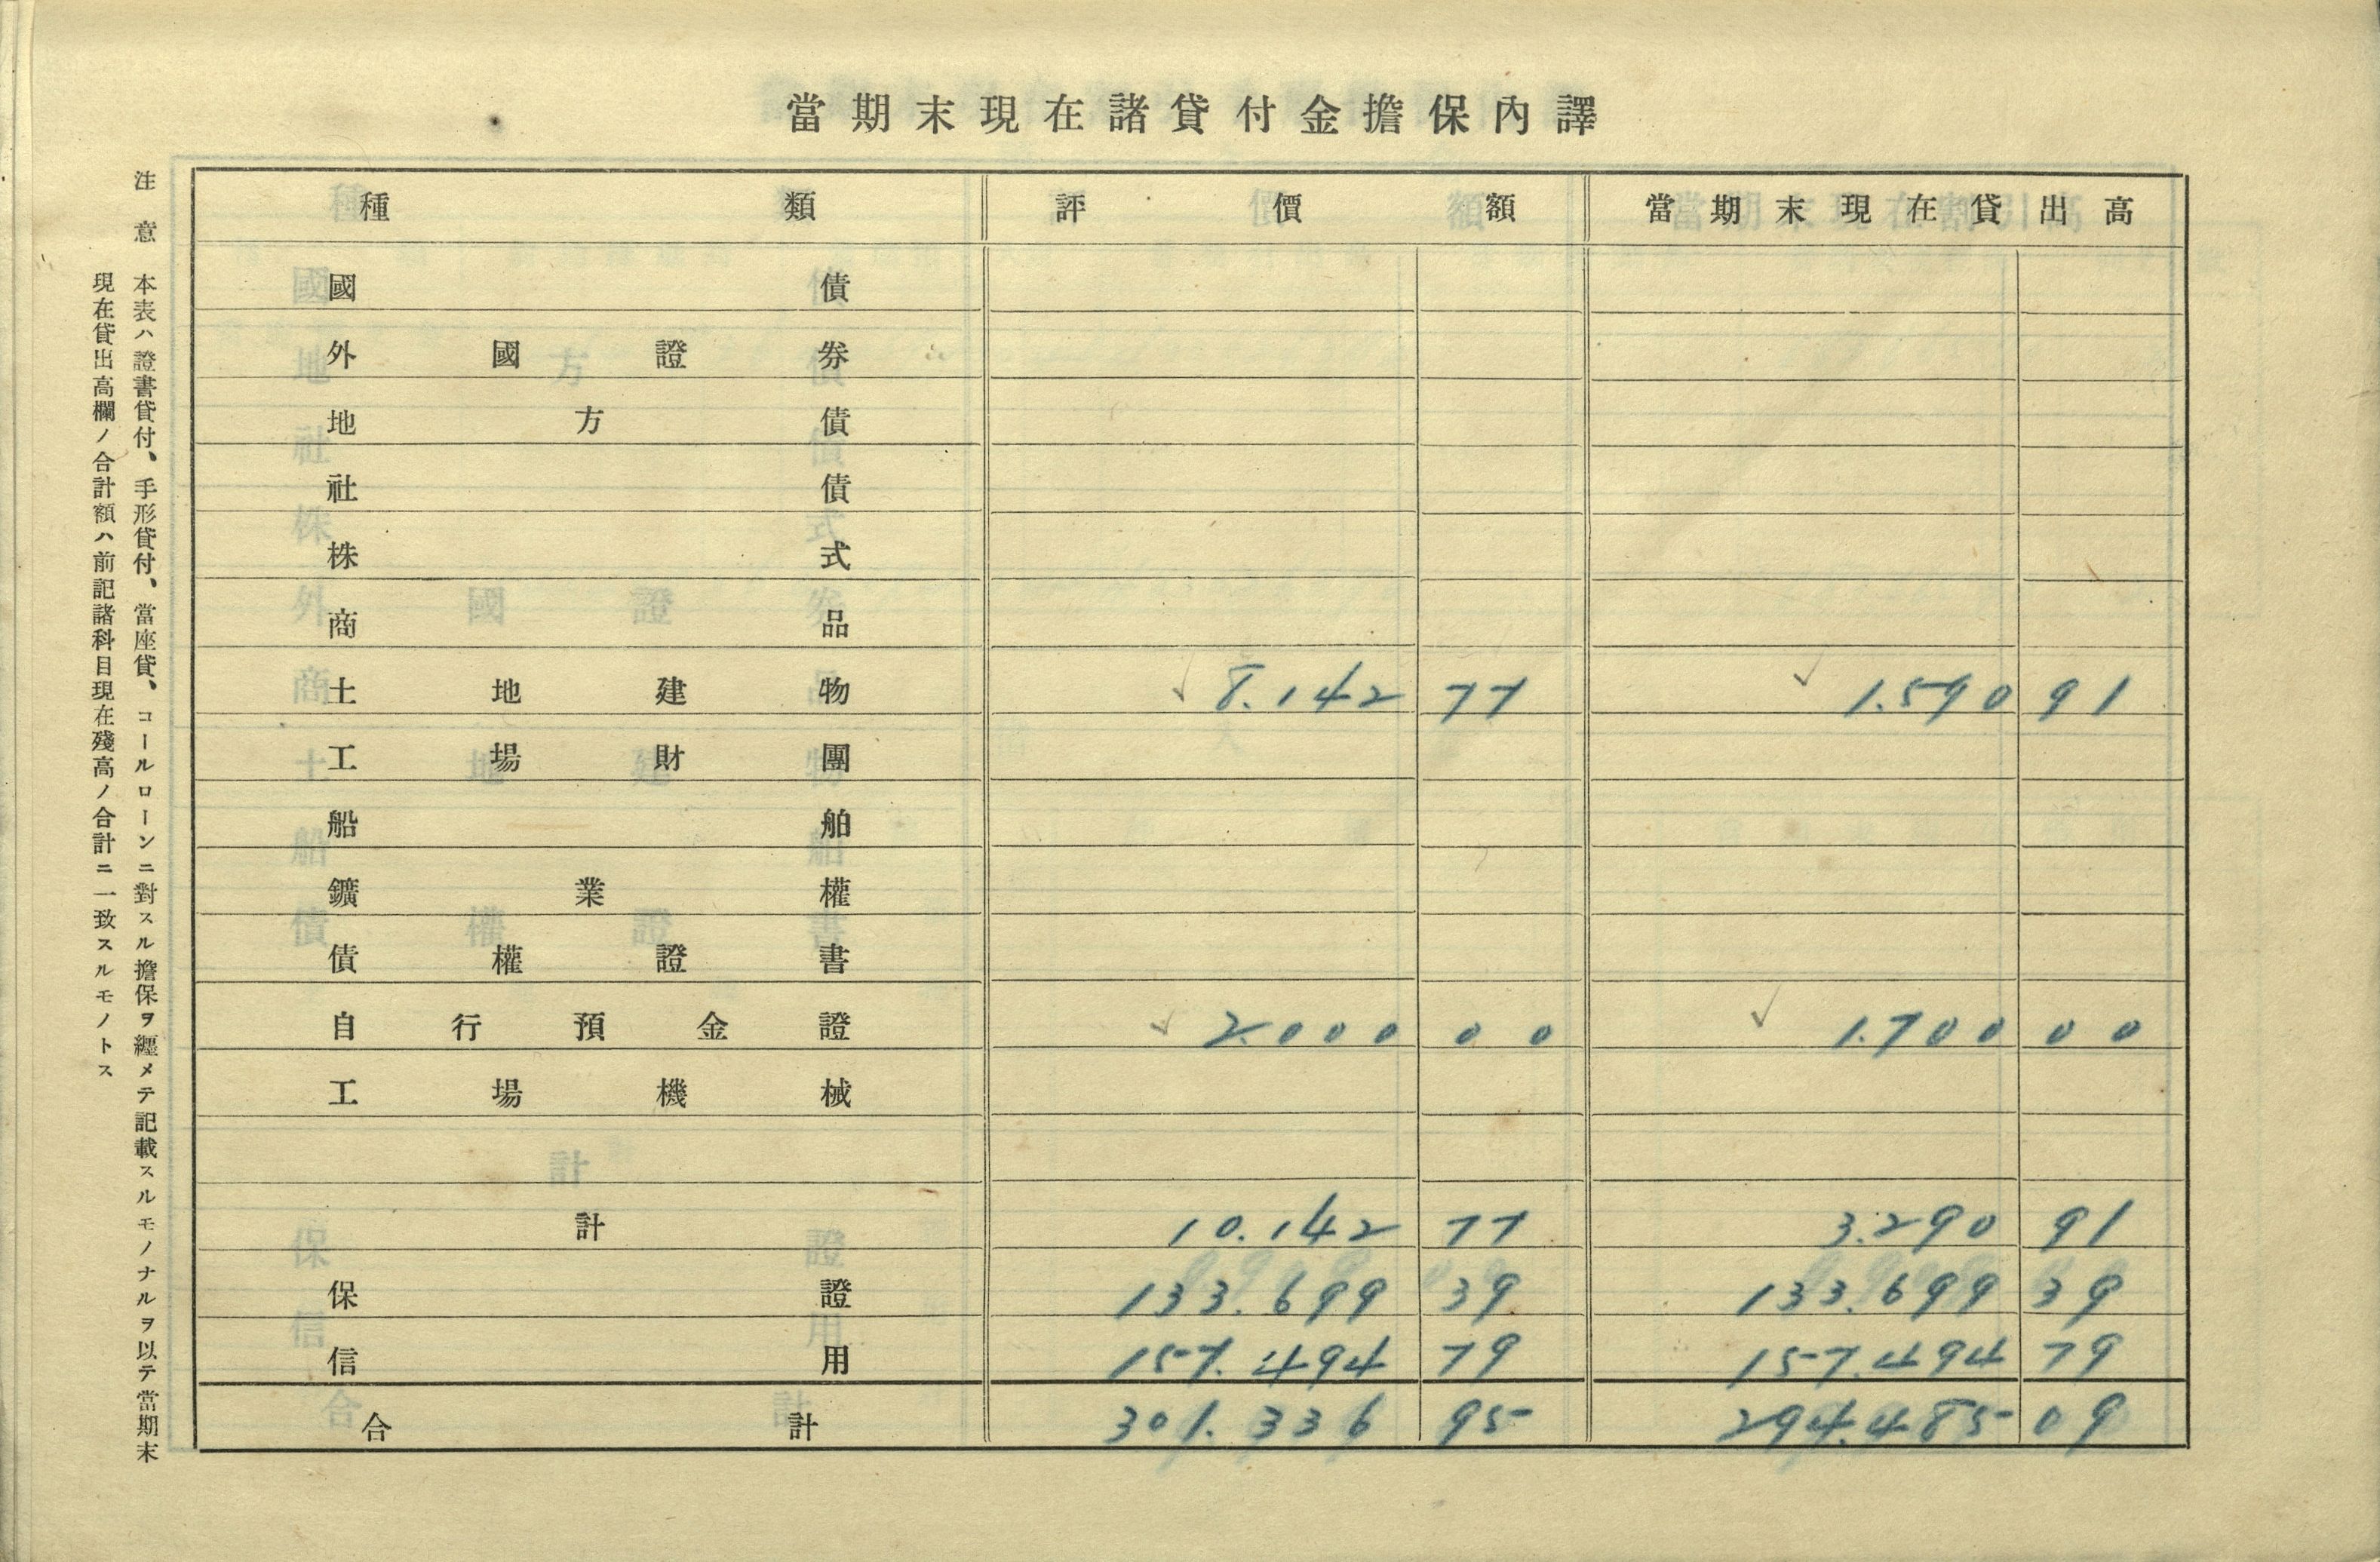 當期末現在諸貸付金擔保內譯
種類 評價額 當期末現在貸出高
國債
外國證券
地方債
社債
株式
商品
土地建物 8.142 77 1.590 91
工場財團
船舶
鑛業權
債權證書
自行預金證 2.000 00 1.700 00
工場機械
計 10.142 77 3.290 91
保證 133.699 39 133.699 39
信用 157.494 79 157.494 79
合計 301.336 95 294.485 09
注意
本表ハ證書貸付、手形貸付、當座貸、コールローンニ對スル擔保ヲ纏メテ記載スルモノナルヲ以テ當期末
現在貸出高欄ノ合計額ハ前記諸科目現在殘高ノ合計ニ一致スルモノトス